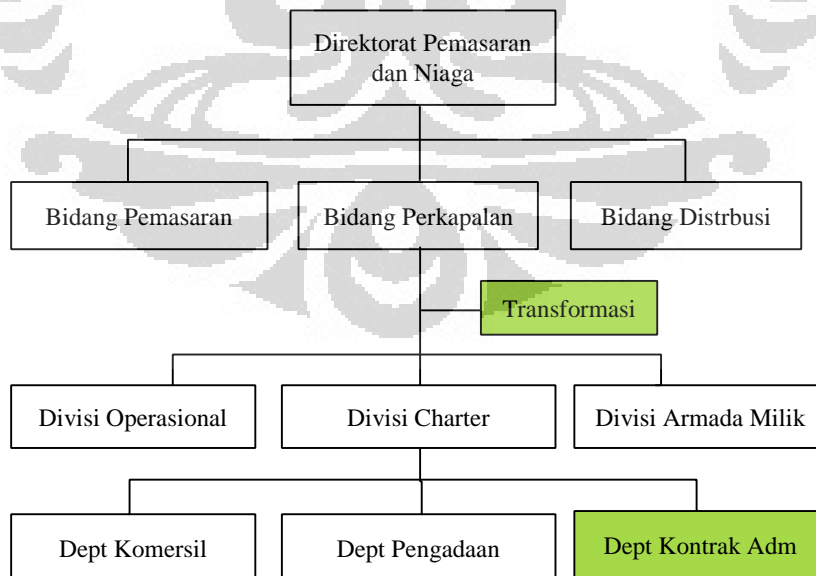 Direktorat Pemasaran
dan Niaga
Bidang Pemasaran
Bidang Perkapalan
Bidang Distrbusi
Transformasi
Divisi Operasional
Divisi Charter
Divisi Armada Milik
Dept Komersil
Dept Pengadaan
Dept Kontrak Adm